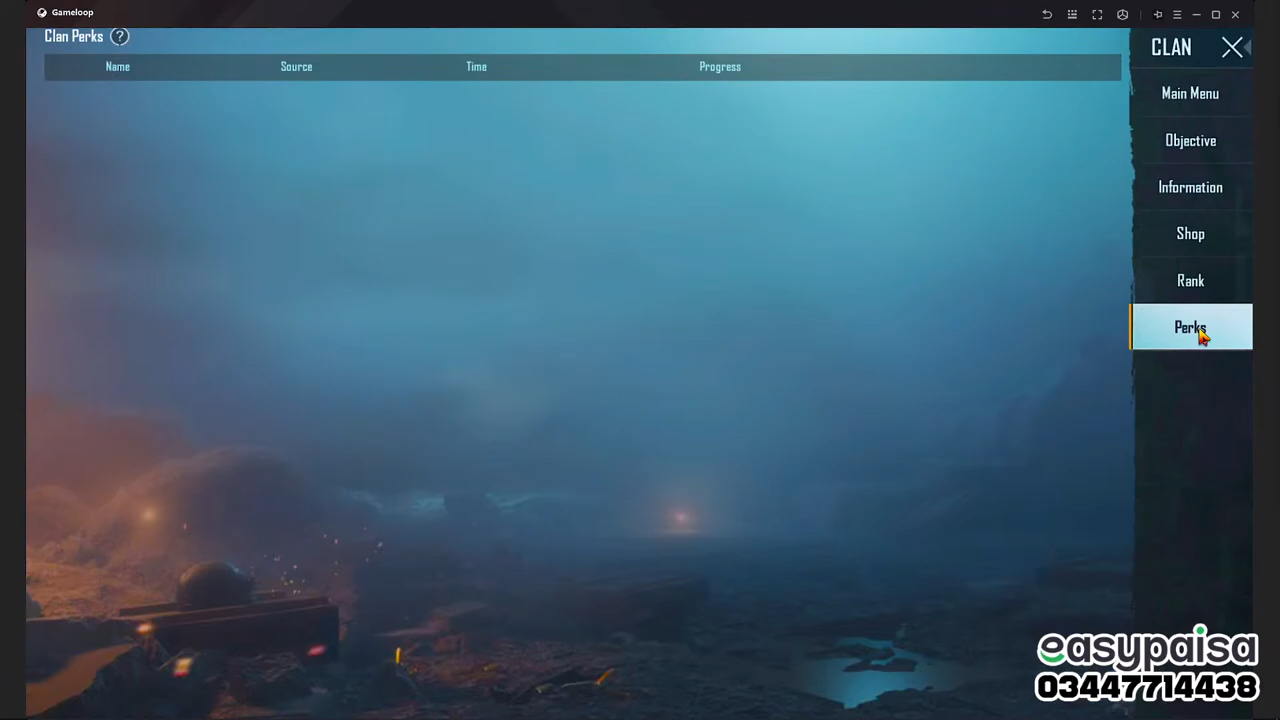 Gameloop
Clan Perks ?
Name Source Time Progress
CLAN
Main Menu
Objective
Information
Shop
Rank
Perks
easypaisa
03447714438